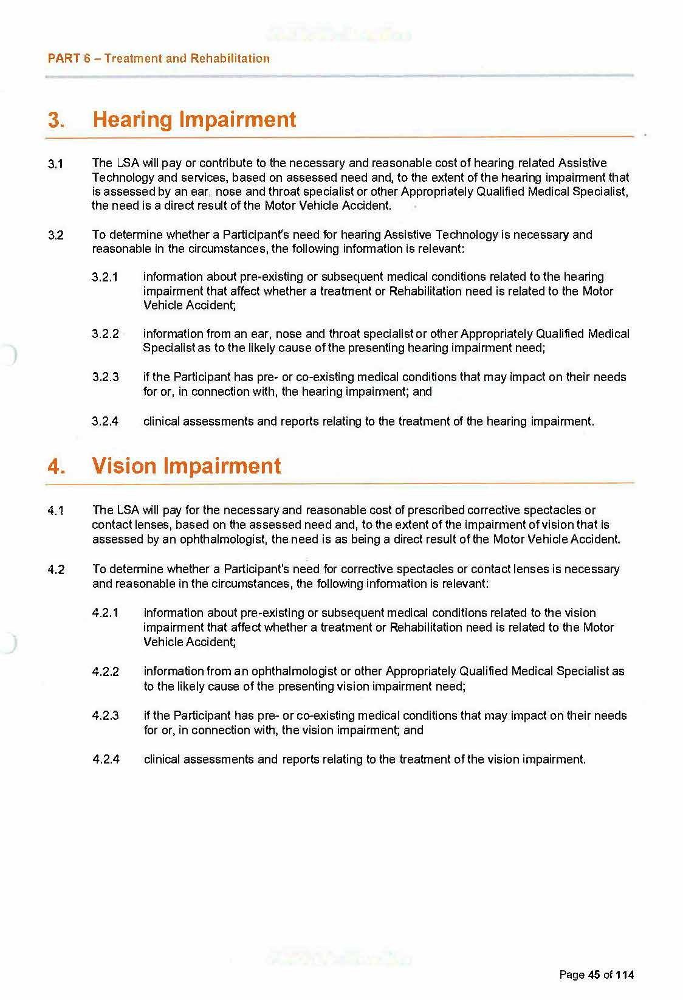 PART 6 – Treatment and Rehabilitation
3. Hearing Impairment
3.1 The LSA will pay or contribute to the necessary and reasonable cost of hearing related Assistive
Technology and services, based on assessed need and, to the extent of the hearing impairment that
is assessed by an ear, nose and throat specialist or other Appropriately Qualified Medical Specialist,
the need is a direct result of the Motor Vehicle Accident.
3.2 To determine whether a Participant's need for hearing Assistive Technology is necessary and
reasonable in the circumstances, the following information is relevant:
3.2.1 information about pre-existing or subsequent medical conditions related to the hearing
impairment that affect whether a treatment or Rehabilitation need is related to the Motor
Vehicle Accident;
3.2.2 information from an ear, nose and throat specialist or other Appropriately Qualified Medical
Specialist as to the likely cause of the presenting hearing impairment need;
3.2.3 if the Participant has pre- or co-existing medical conditions that may impact on their needs
for or, in connection with, the hearing impairment; and
3.2.4 clinical assessments and reports relating to the treatment of the hearing impairment.
4. Vision Impairment
4.1 The LSA will pay for the necessary and reasonable cost of prescribed corrective spectacles or
contact lenses, based on the assessed need and, to the extent of the impairment of vision that is
assessed by an ophthalmologist, the need is as being a direct result of the Motor Vehicle Accident.
4.2 To determine whether a Participant's need for corrective spectacles or contact lenses is necessary
and reasonable in the circumstances, the following information is relevant:
4.2.1 information about pre-existing or subsequent medical conditions related to the vision
impairment that affect whether a treatment or Rehabilitation need is related to the Motor
Vehicle Accident;
4.2.2 information from an ophthalmologist or other Appropriately Qualified Medical Specialist as
to the likely cause of the presenting vision impairment need;
4.2.3 if the Participant has pre- or co-existing medical conditions that may impact on their needs
for or, in connection with, the vision impairment; and
4.2.4 clinical assessments and reports relating to the treatment of the vision impairment.
Page 45 of 114